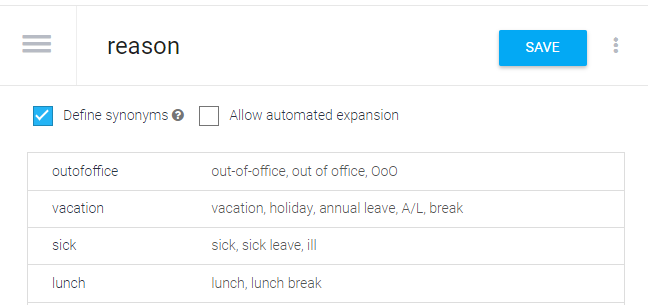 reason
SAVE
Define synonyms ? Allow automated expansion
outofoffice out-of-office, out of office, OoO
vacation vacation, holiday, annual leave, A/L, break
sick sick, sick leave, ill
lunch lunch, lunch break